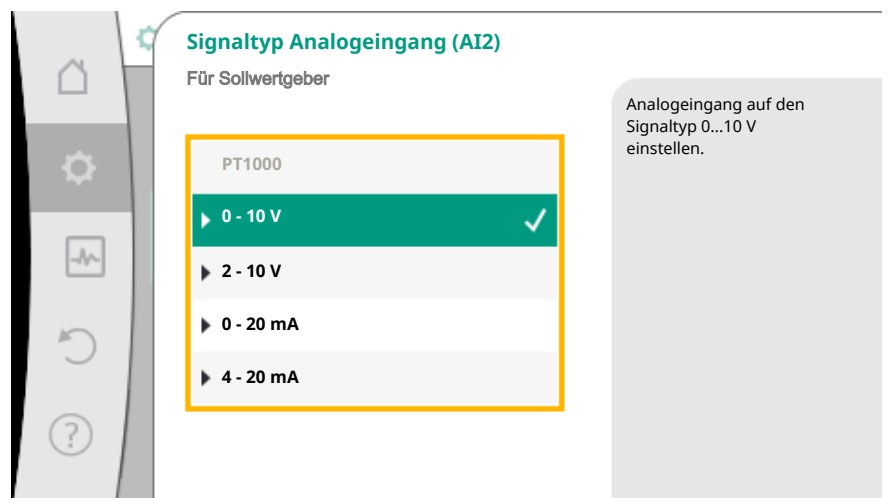 Signaltyp Analogeingang (AI2)
Für Sollwertgeber
PT1000
0 - 10 V
2 - 10 V
0 - 20 mA
4 - 20 mA
Analogeingang auf den
Signaltyp 0...10 V
einstellen.
?